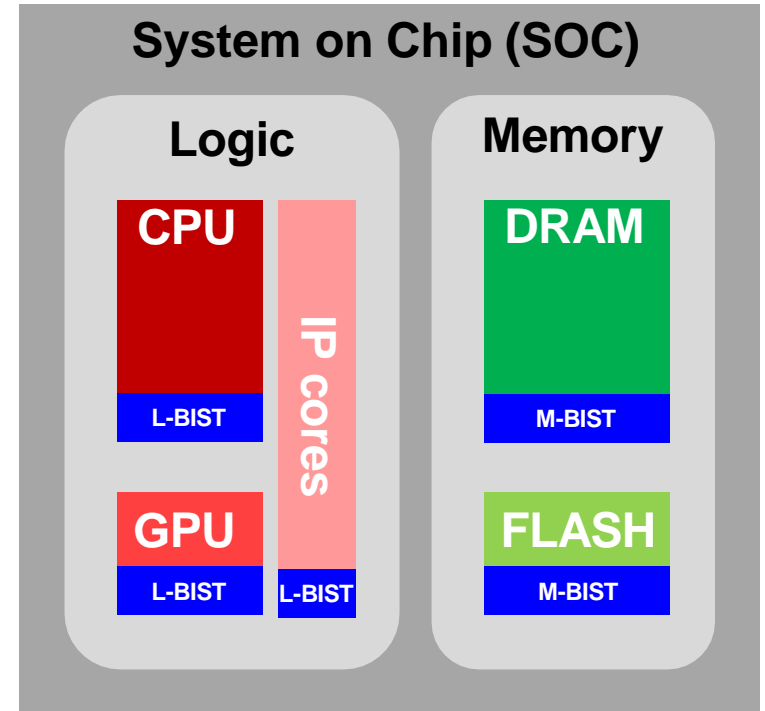 System on Chip (SOC)
Logic
CPU
L-BIST
GPU
L-BIST
IP cores
L-BIST
Memory
DRAM
M-BIST
FLASH
M-BIST